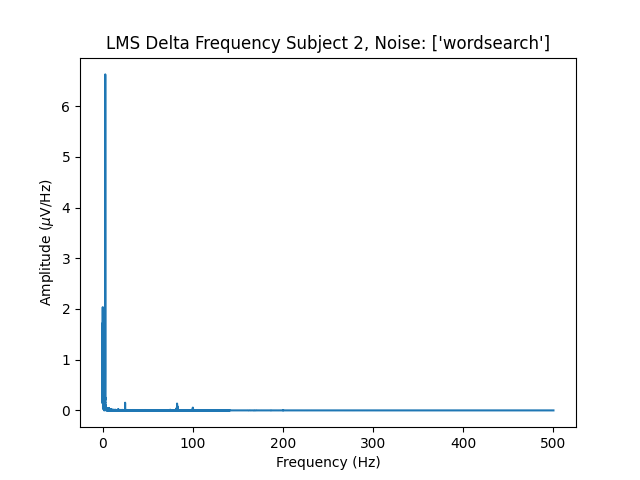 LMS Delta Frequency Subject 2, Noise: ['wordsearch']
Amplitude (μV/Hz)
6
5
4
3
2
1
0
0 100 200 300 400 500
Frequency (Hz)